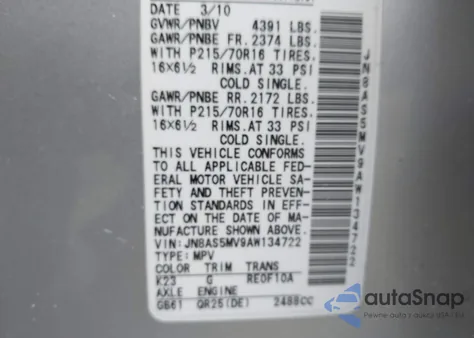 DATE 3/10
GVWR/PNBV 4391 LBS.
GAWR/PNBE FR. 2374 LBS.
WITH P215/70R16 TIRES.
16X6½ RIMS. AT 33 PSI
COLD SINGLE.
GAWR/PNBE RR. 2172 LBS.
WITH P215/70R16 TIRES.
16X6½ RIMS. AT 33 PSI
COLD SINGLE.
THIS VEHICLE CONFORMS
TO ALL APPLICABLE FED-
ERAL MOTOR VEHICLE SA-
FETY AND THEFT PREVEN-
TION STANDARDS IN EFF-
ECT ON THE DATE OF MA-
NUFACTURE SHOWN ABOVE.
VIN: JN8AS5MV9AW134722
TYPE: MPV
COLOR TRIM TRANS
K23 G RE0F10A
AXLE ENGINE
GB61 QR25(DE) 2488CC
JN8AS5MV9AW134722
autoSnap